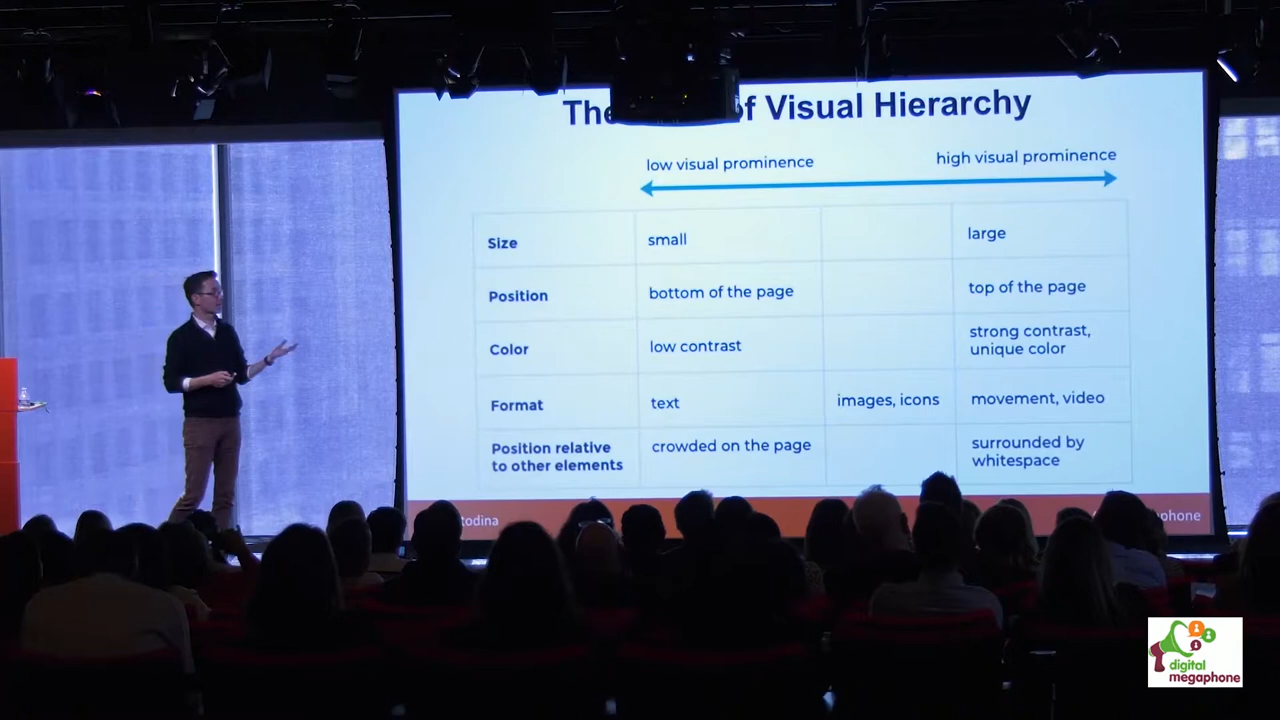 The of Visual Hierarchy
low visual prominence high visual prominence
Size small large
Position bottom of the page top of the page
Color low contrast strong contrast,
unique color
Format text images, icons movement, video
Position relative
to other elements crowded on the page surrounded by
whitespace
digital
megaphone